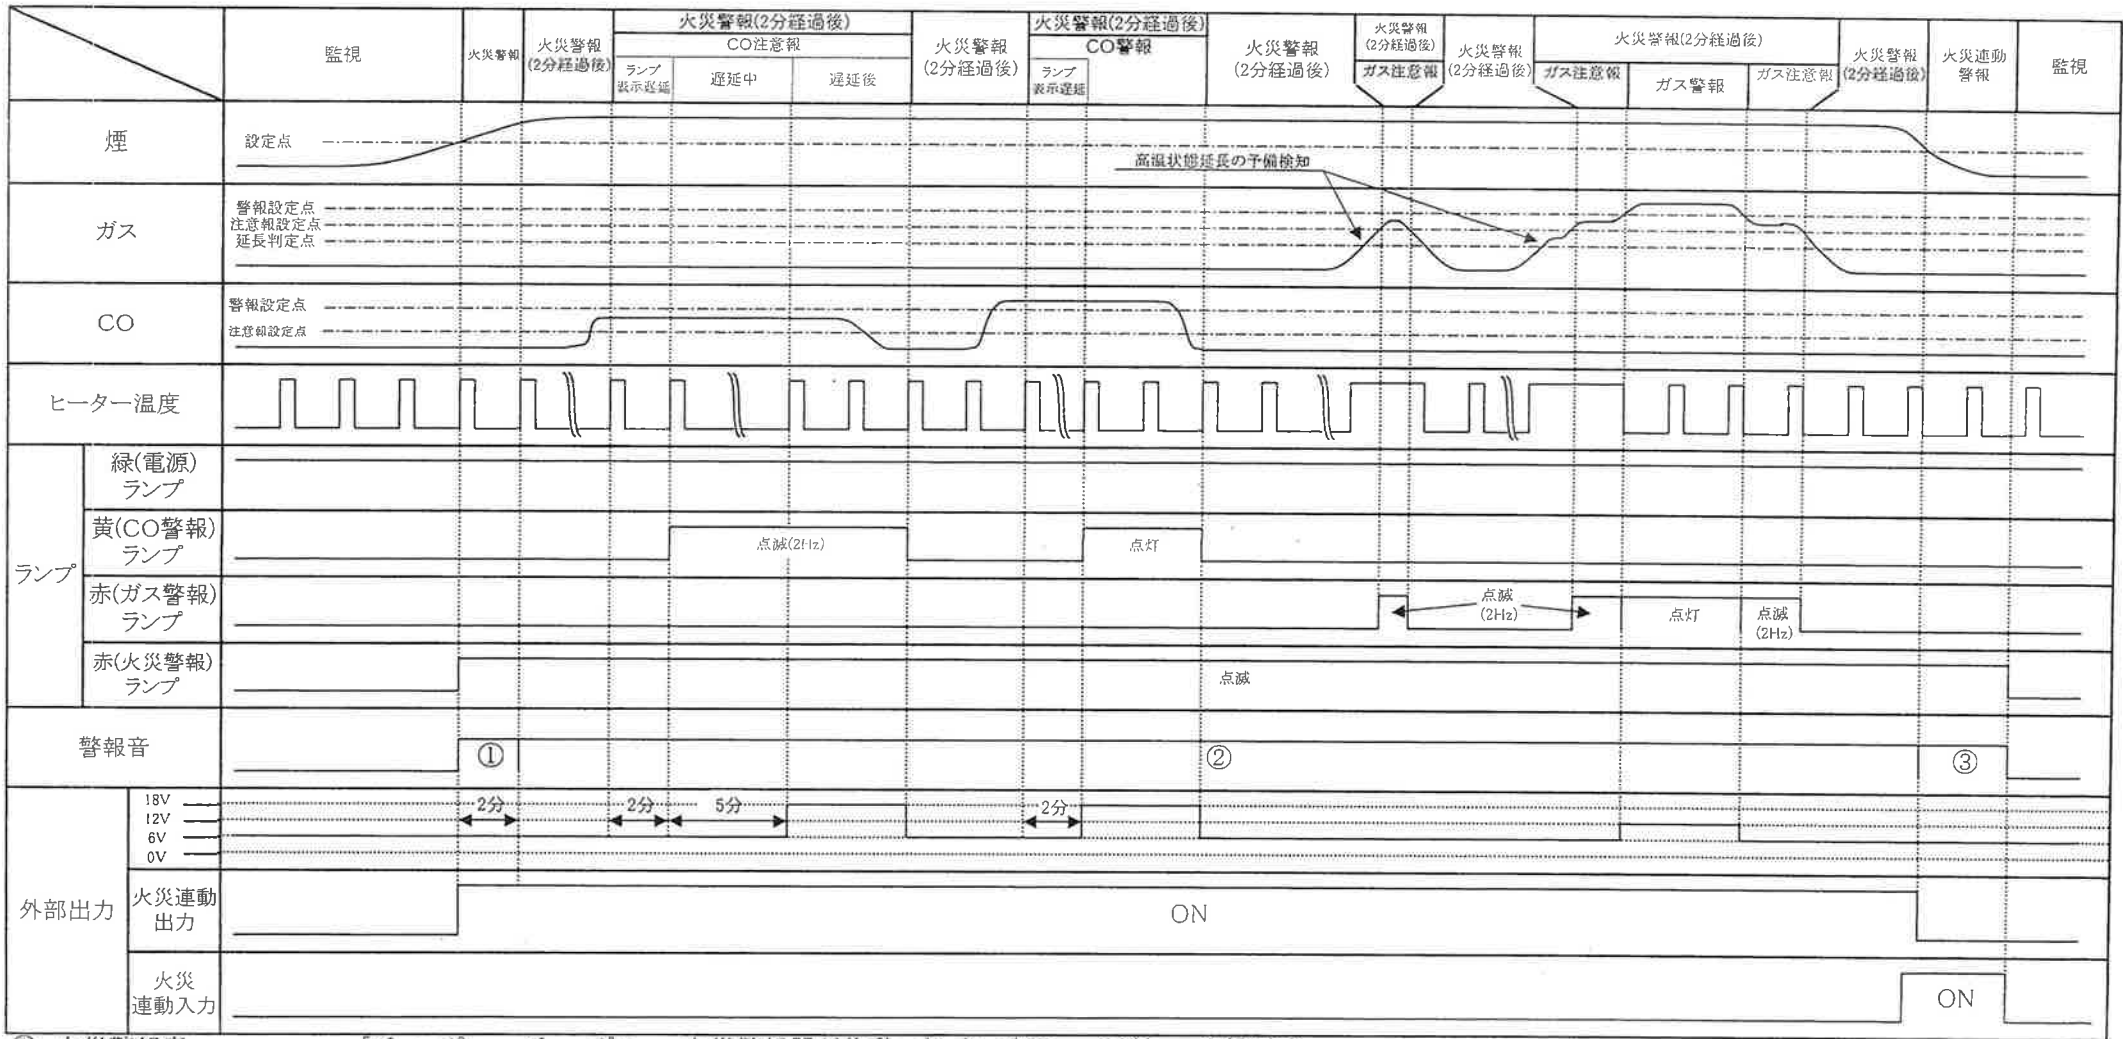 監視
火災警報
火災警報
(2分経過後)
火災警報(2分経過後)
CO注意報
ランプ
表示遅延
遅延中
遅延後
火災警報
(2分経過後)
火災警報(2分経過後)
CO警報
ランプ
表示遅延
火災警報
(2分経過後)
火災警報
(2分経過後)
ガス注意報
火災警報
(2分経過後)
火災警報(2分経過後)
ガス注意報
ガス警報
ガス注意報
火災警報
(2分経過後)
火災連動
警報
監視
煙
設定点
高温状態延長の予備検知
ガス
警報設定点
注意報設定点
延長判定点
CO
警報設定点
注意報設定点
ヒーター温度
ランプ
緑(電源)
ランプ
黄(CO警報)
ランプ
点滅(2Hz)
点灯
赤(ガス警報)
ランプ
点滅
(2Hz)
点灯
点滅
(2Hz)
赤(火災警報)
ランプ
点滅
警報音
①
②
③
外部出力
18V
12V
6V
0V
2分
2分
5分
2分
火災連動
出力
ON
火災
連動入力
ON